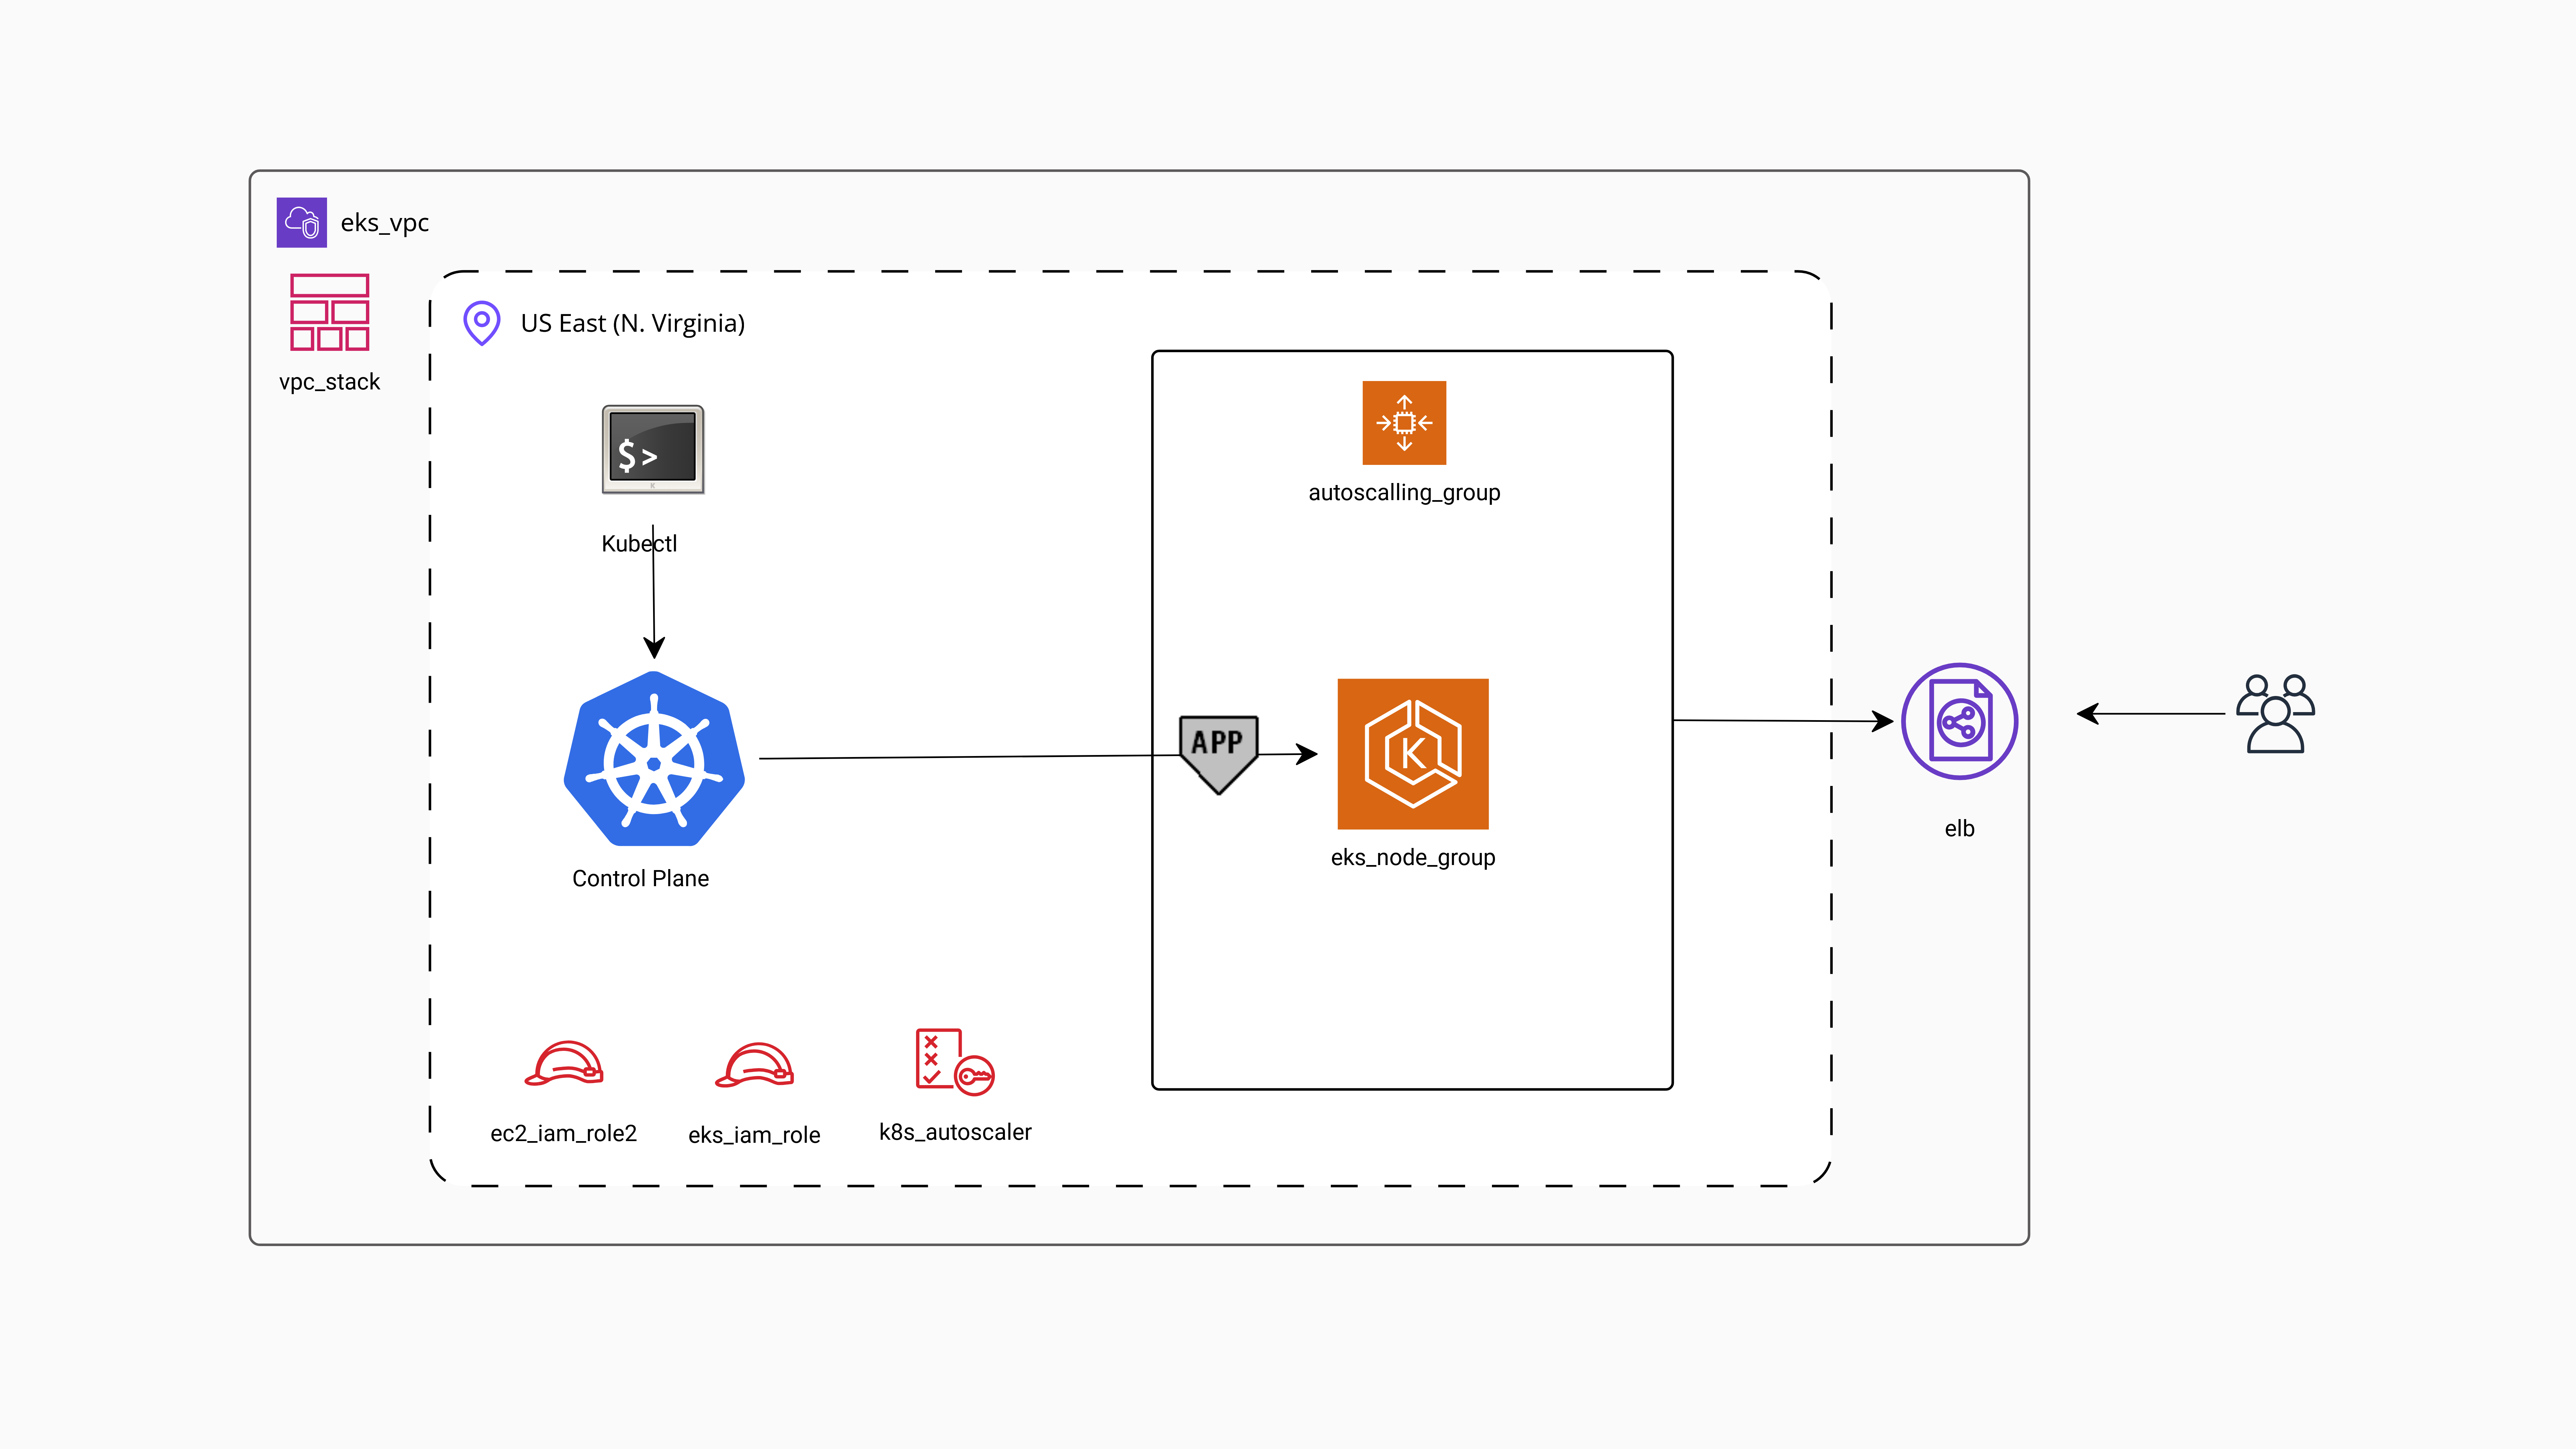 eks_vpc
vpc_stack
US East (N. Virginia)
$ >
Kubectl
autoscalling_group
APP
K
eks_node_group
Control Plane
elb
ec2_iam_role2
eks_iam_role
k8s_autoscaler